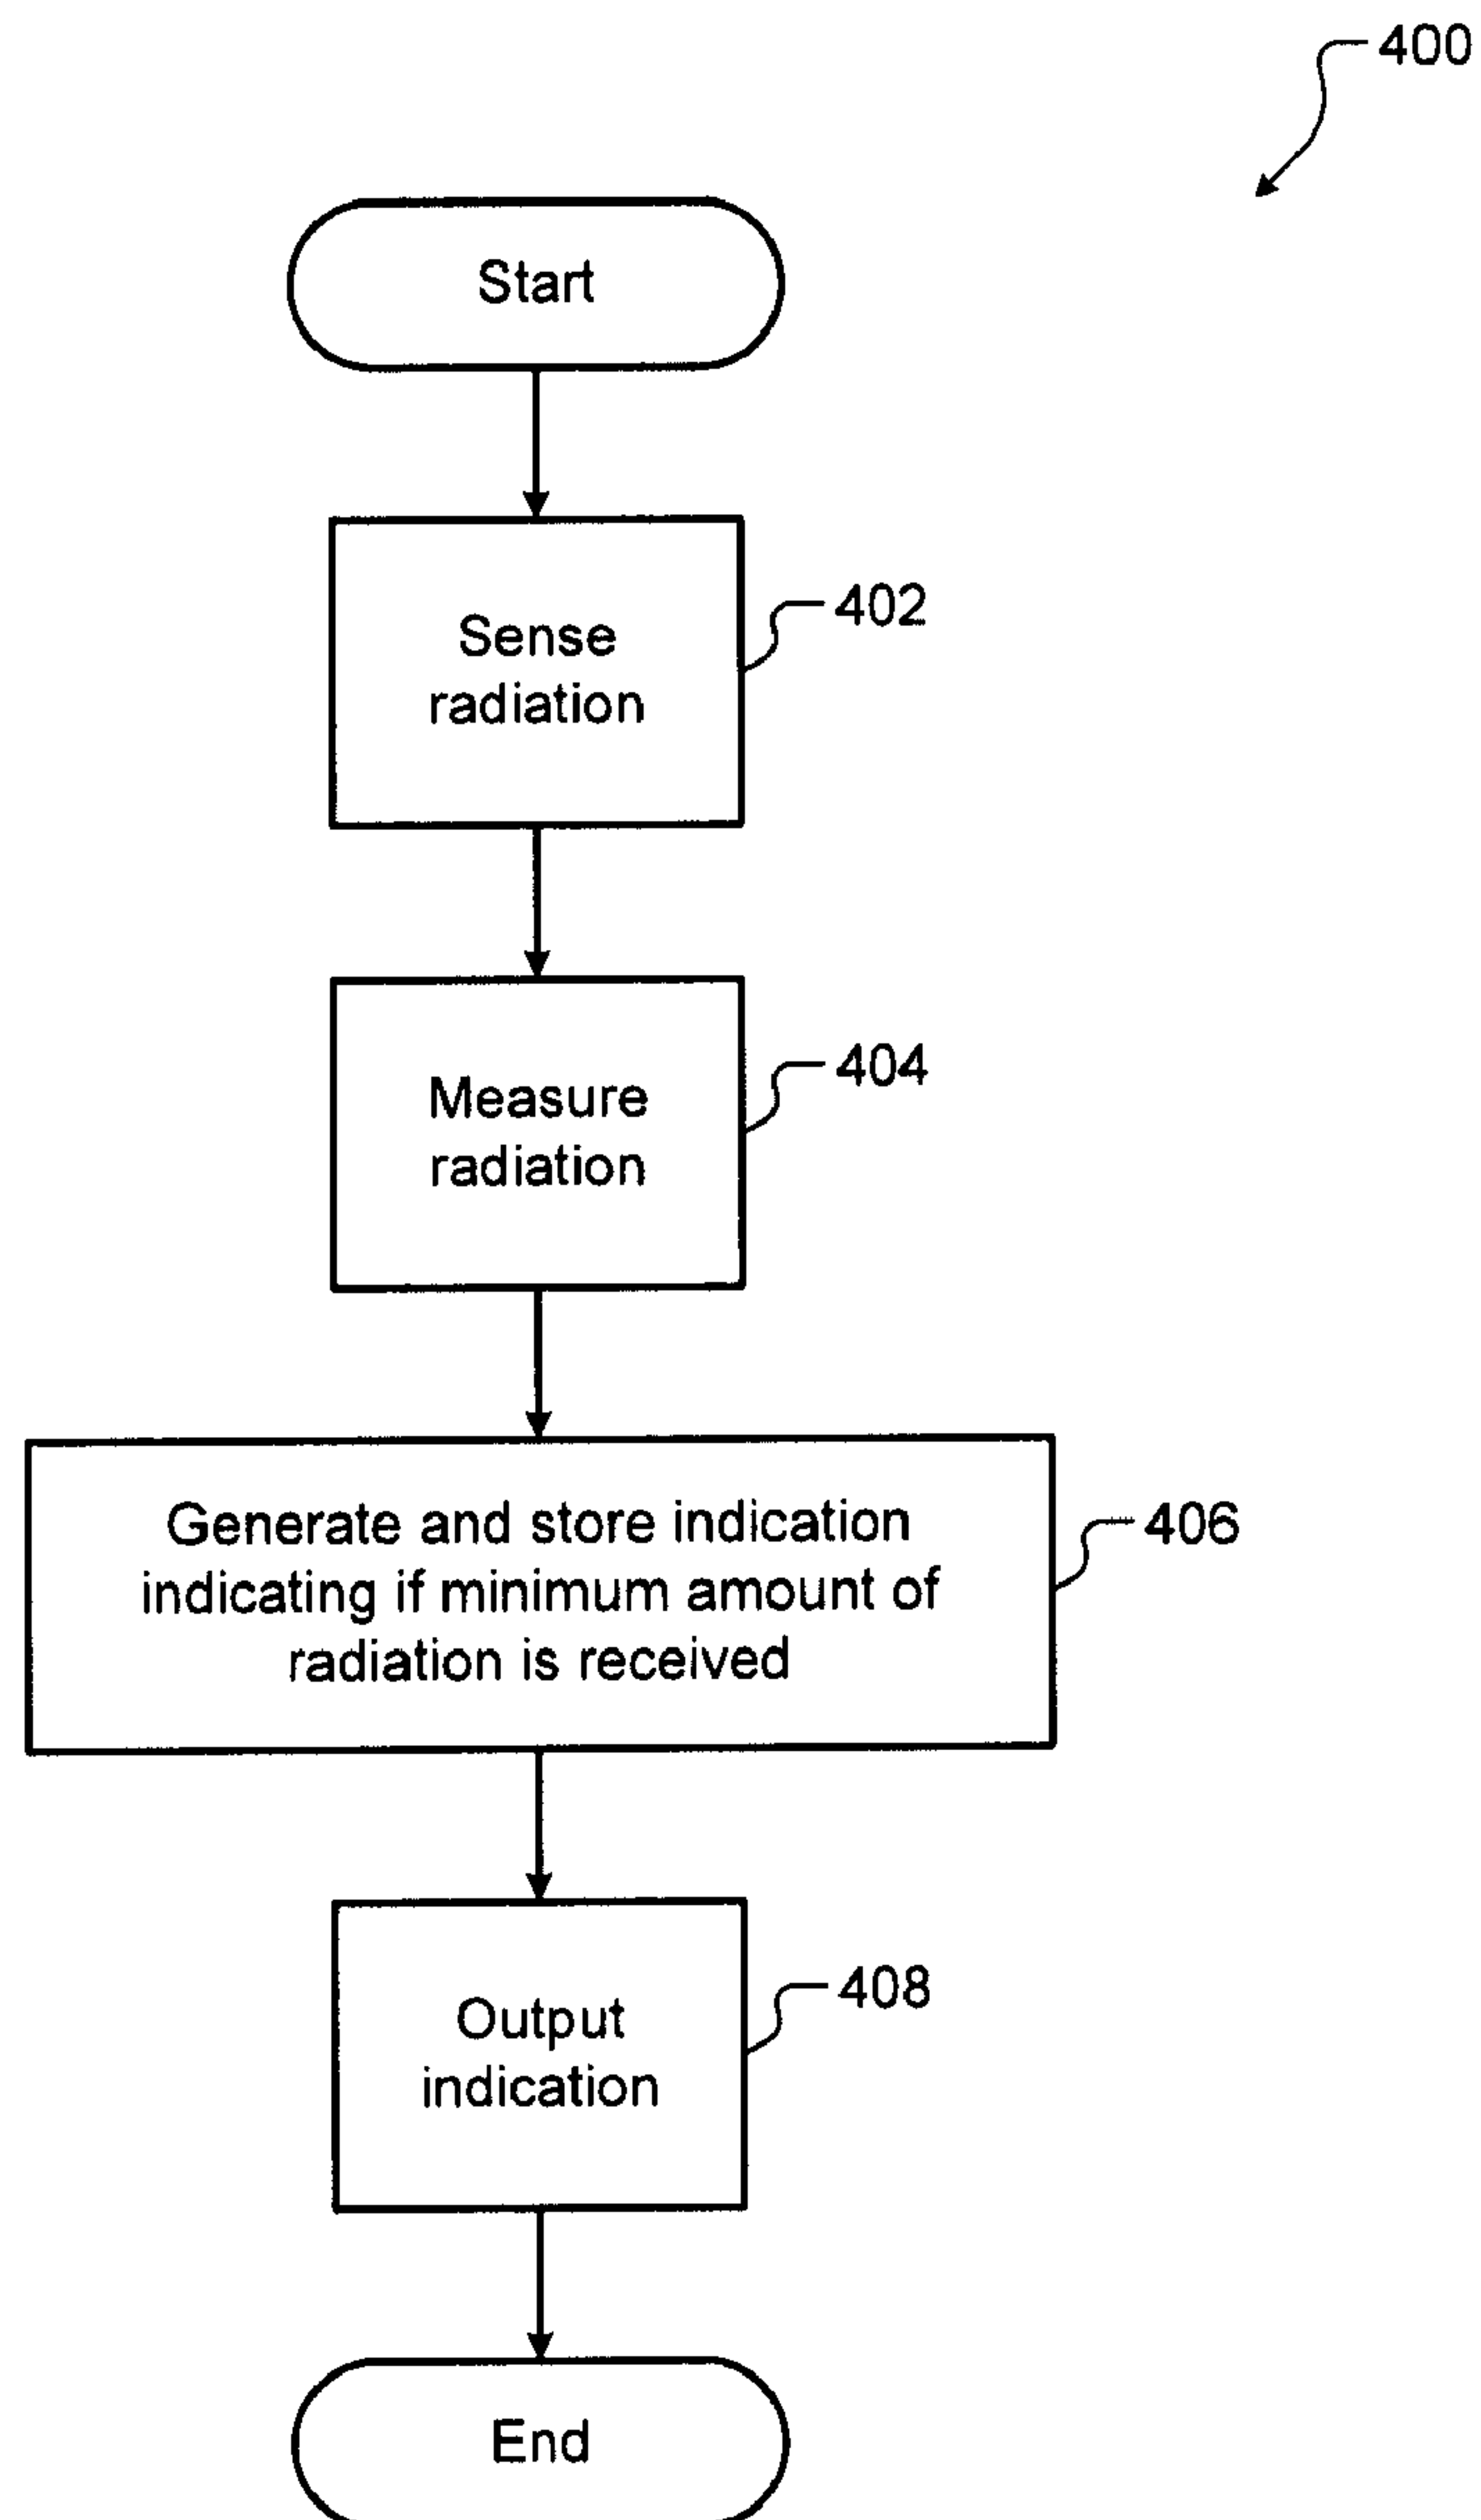 400
Start
Sense
radiation
402
Measure
radiation
404
Generate and store indication
indicating if minimum amount of
radiation is received
406
Output
indication
408
End